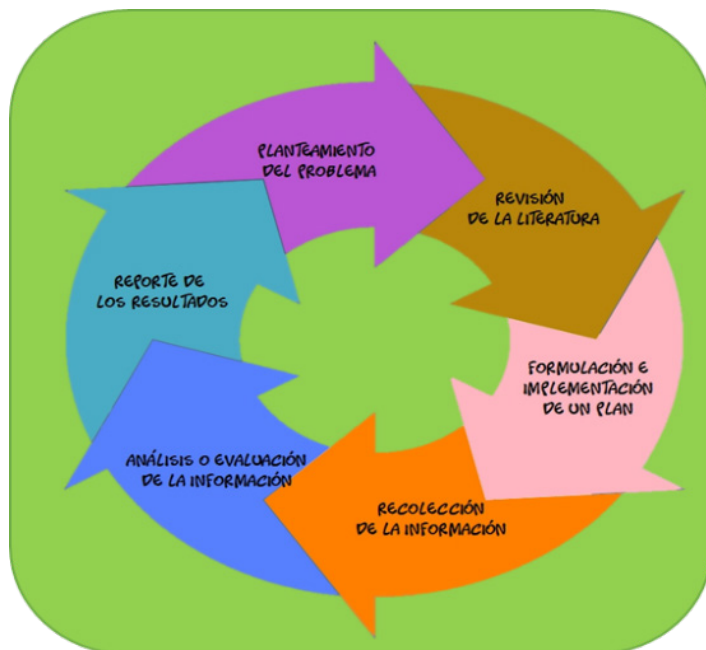 PLANTEAMIENTO
DEL PROBLEMA
REVISIÓN
DE LA LITERATURA
FORMULACIÓN E
IMPLEMENTACIÓN
DE UN PLAN
RECOLECCIÓN
DE LA INFORMACIÓN
ANÁLISIS O EVALUACIÓN
DE LA INFORMACIÓN
REPORTE DE
LOS RESULTADOS